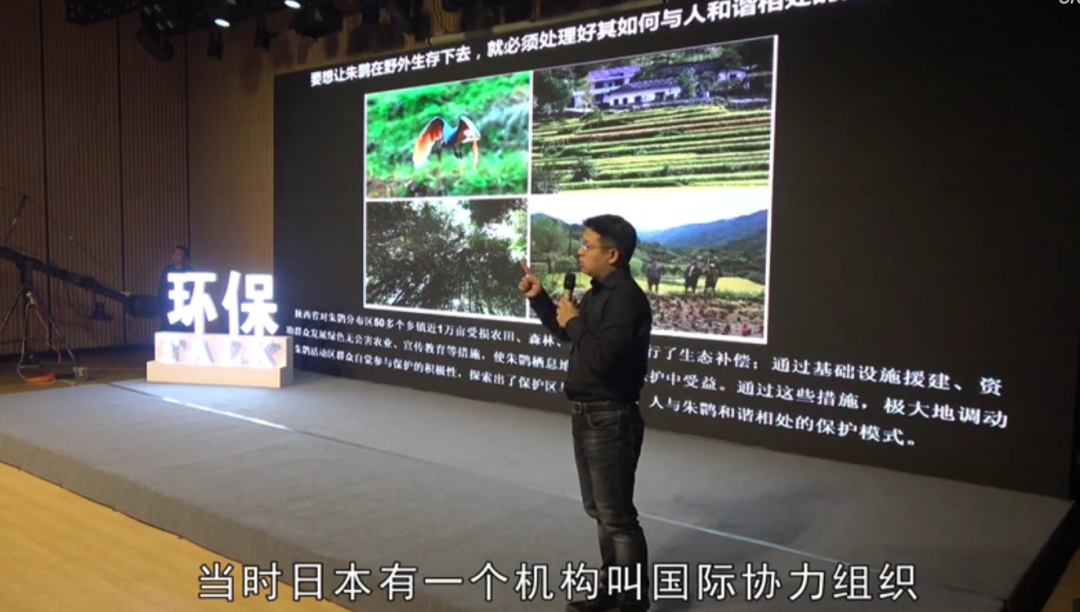 要想让朱鹮在野外生存下去，就必须处理好其如何与人和谐相处的
环保
TALK
陕西省对朱鹮分布区50多个乡镇近1万亩受损农田、森林、 行了生态补偿；通过基础设施援建、资
助群众发展绿色无公害农业、宣传教育等措施，使朱鹮栖息地 护中受益。通过这些措施，极大地调动
朱鹮活动区群众自觉参与保护的积极性，探索出了保护区 人与朱鹮和谐相处的保护模式。
当时日本有一个机构叫国际协力组织